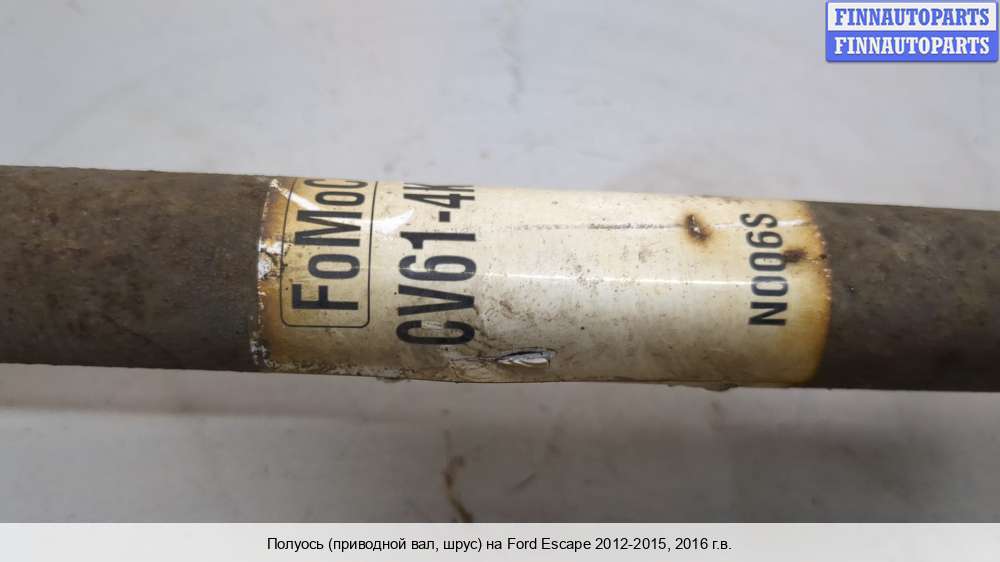 FINNAUTOPARTS
FINNAUTOPARTS
FoMoC
CV61-4K
N006S
Полуось (приводной вал, шрус) на Ford Escape 2012-2015, 2016 г.в.